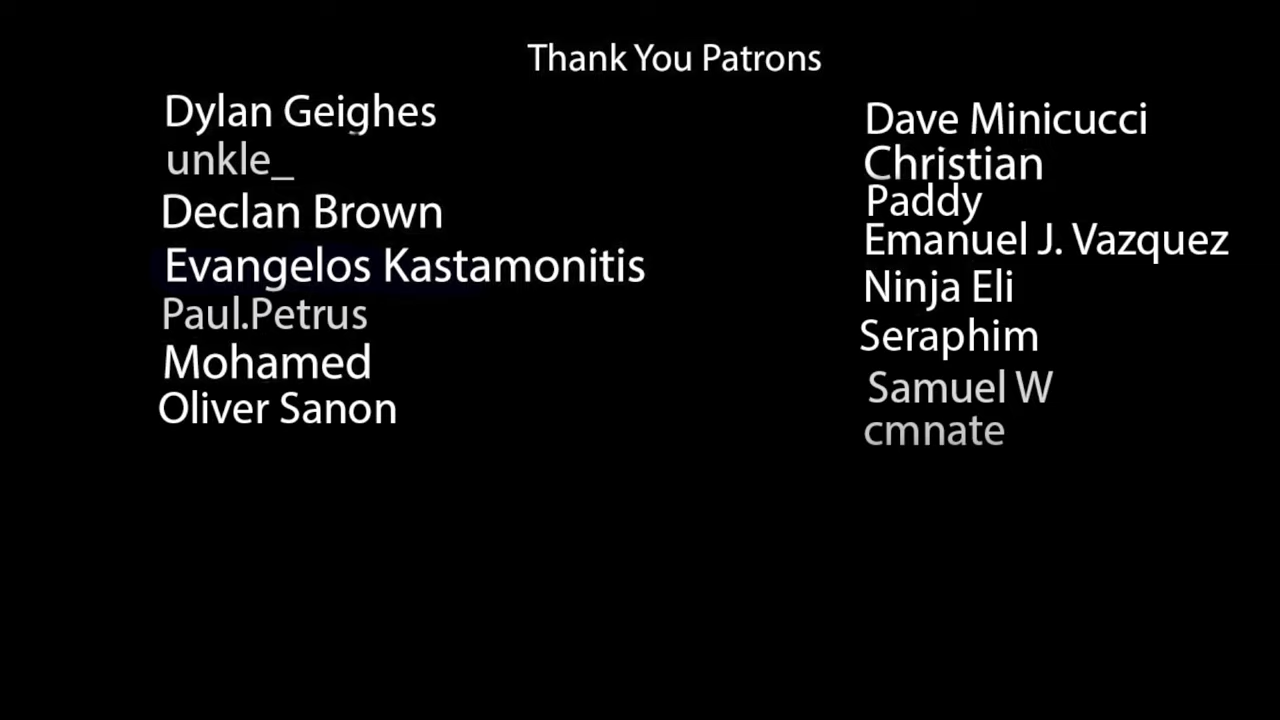 Thank You Patrons
Dylan Geighes
unkle_
Declan Brown
Evangelos Kastamonitis
Paul.Petrus
Mohamed
Oliver Sanon
Dave Minicucci
Christian
Paddy
Emanuel J. Vazquez
Ninja Eli
Seraphim
Samuel W
cmnate